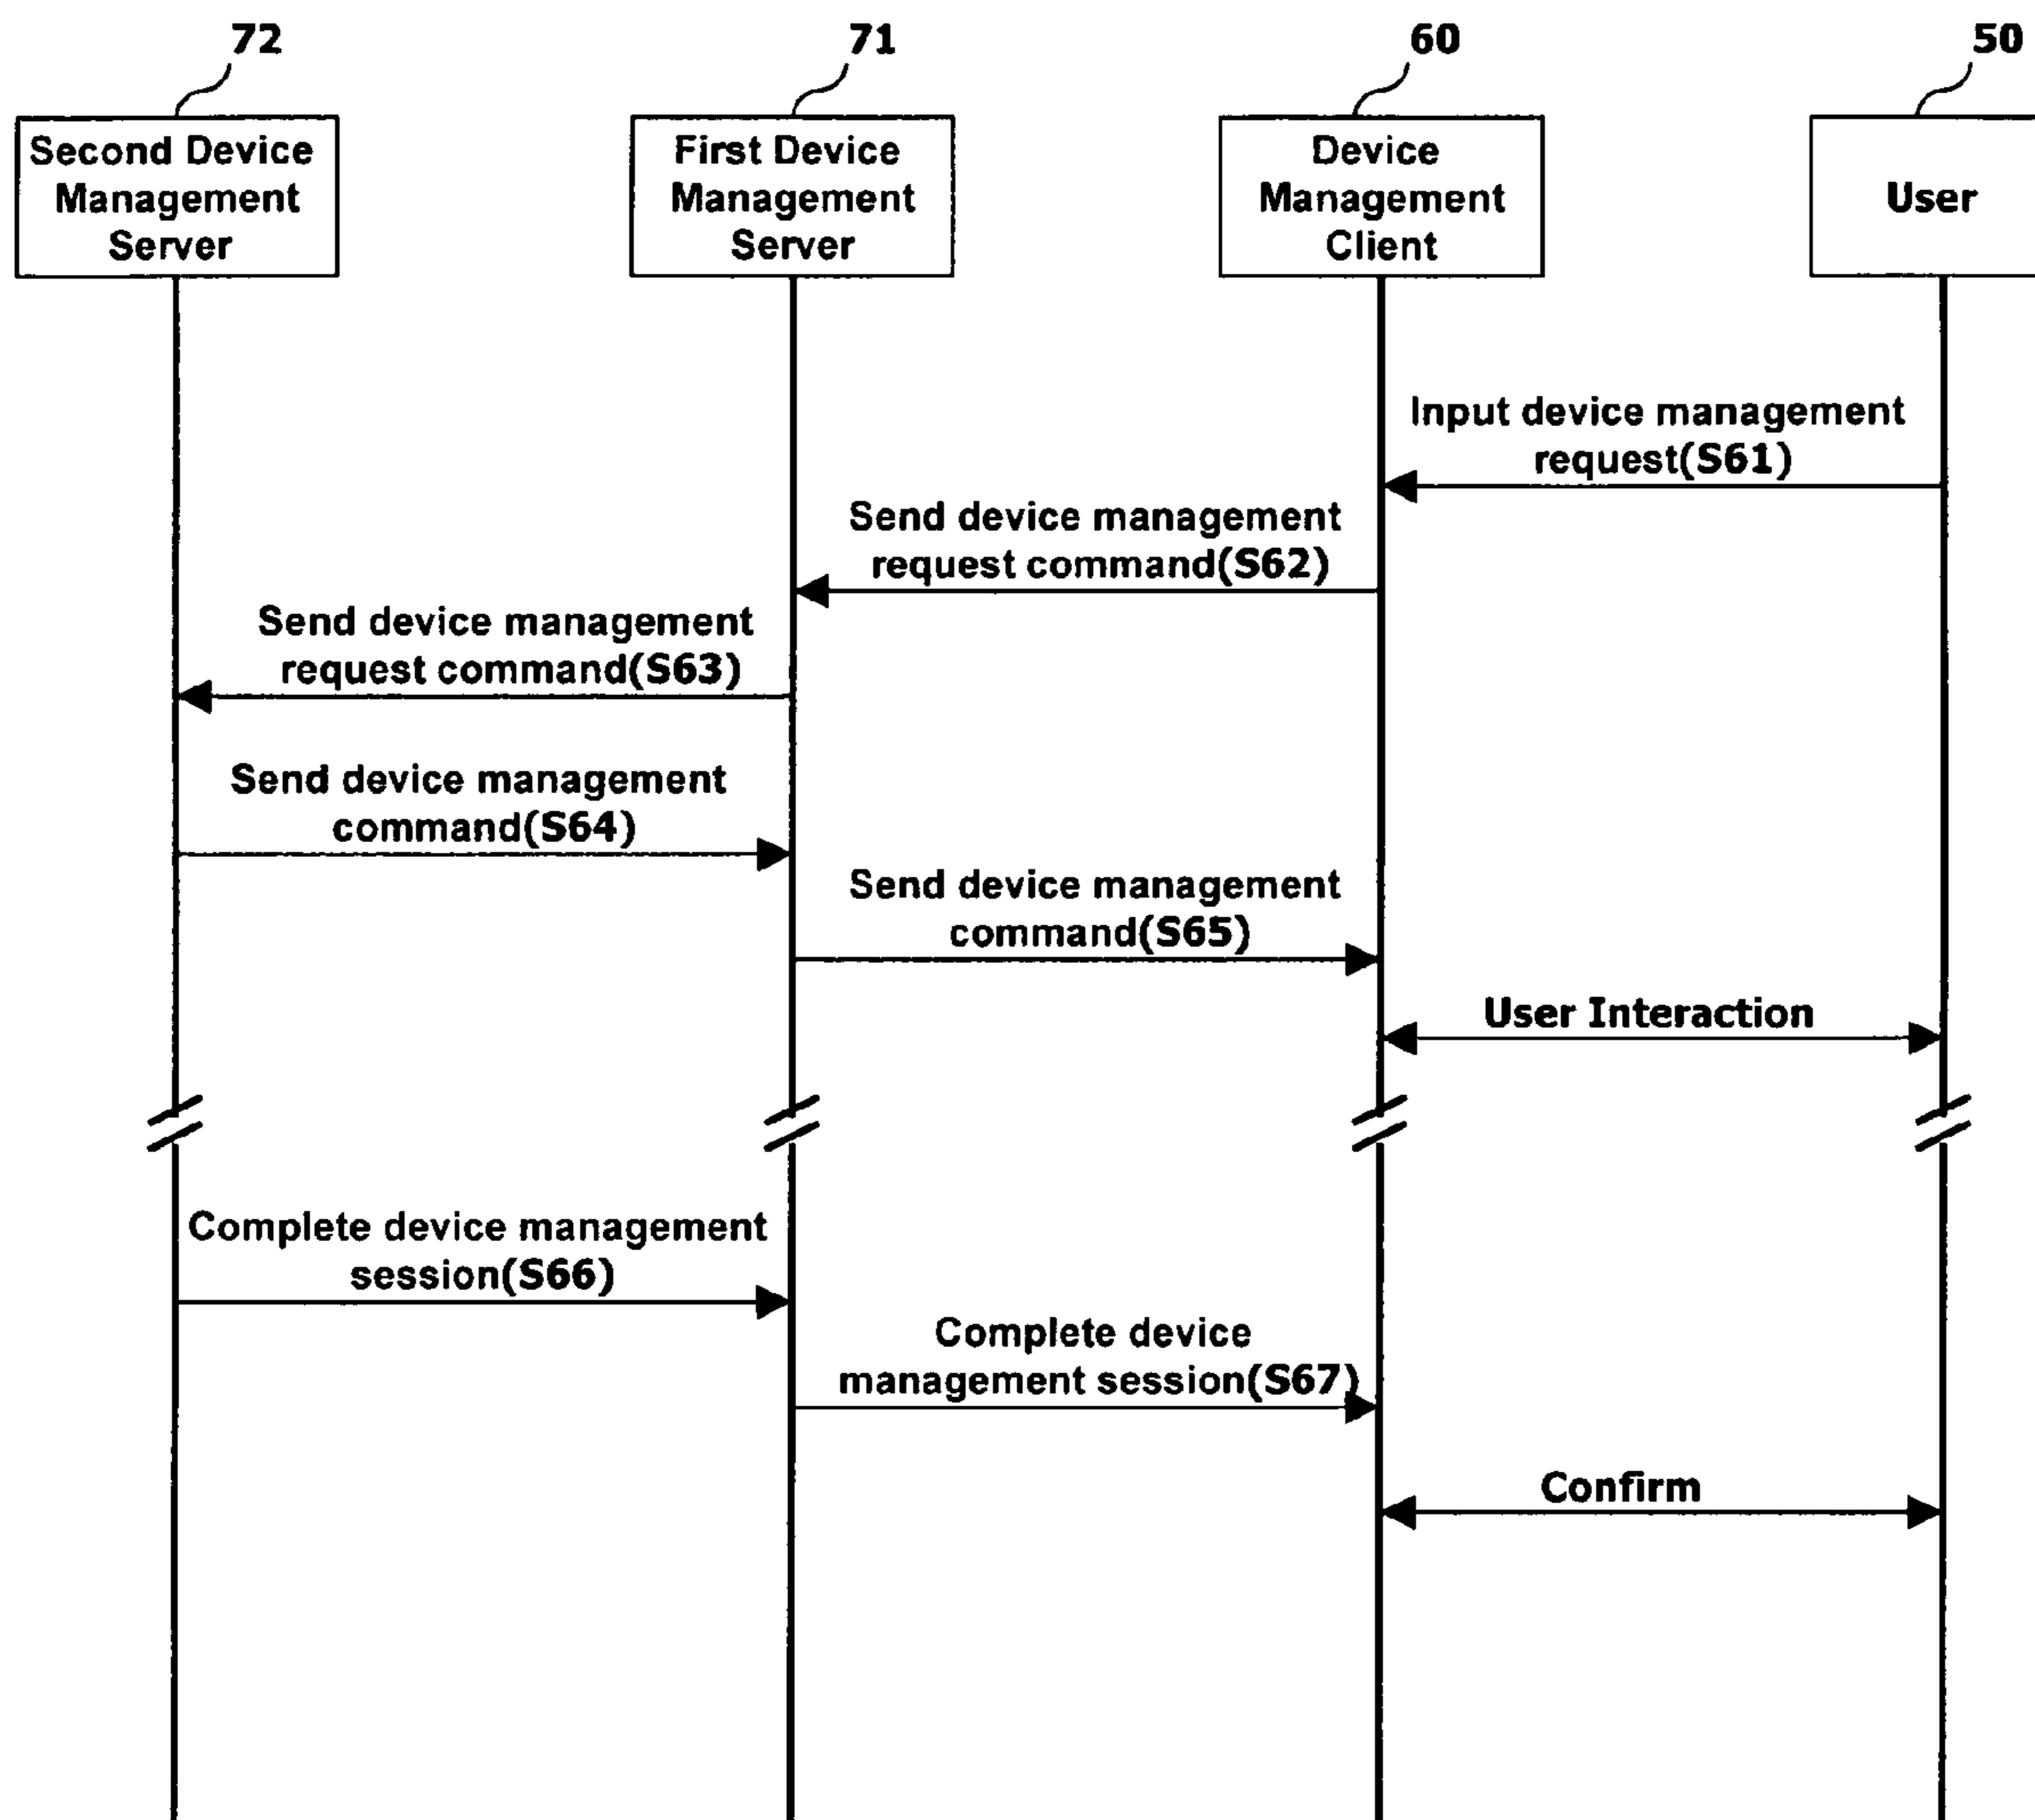 72
71
60
50
Second Device
Management
Server
First Device
Management
Server
Device
Management
Client
User
Input device management
request(S61)
Send device management
request command(S62)
Send device management
request command(S63)
Send device management
command(S64)
Send device management
command(S65)
User Interaction
Complete device management
session(S66)
Complete device
management session(S67)
Confirm